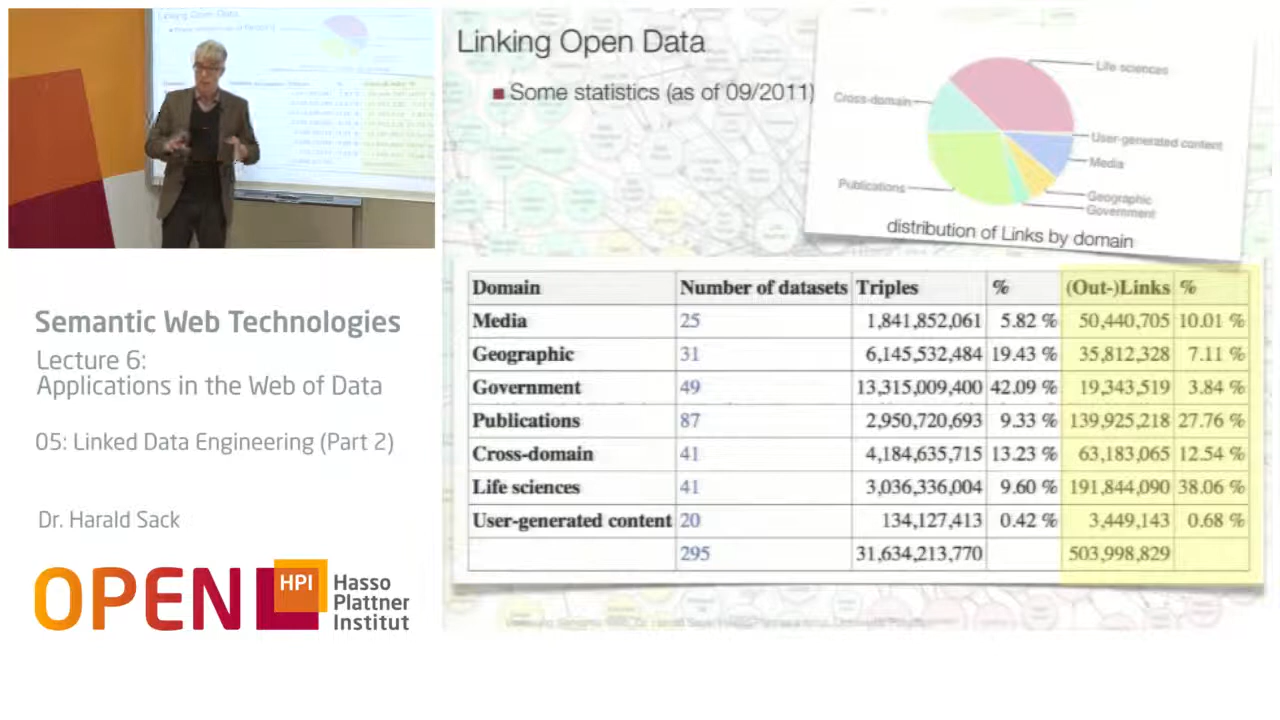 Linking Open Data
Some statistics (as of 09/2011)
Life sciences
Cross-domain
User-generated content
Media
Publications
Geographic
Government
distribution of Links by domain
Domain Number of datasets Triples % (Out-)Links %
Media 25 1,841,852,061 5.82 % 50,440,705 10.01 %
Geographic 31 6,145,532,484 19.43 % 35,812,328 7.11 %
Government 49 13,315,009,400 42.09 % 19,343,519 3.84 %
Publications 87 2,950,720,693 9.33 % 139,925,218 27.76 %
Cross-domain 41 4,184,635,715 13.23 % 63,183,065 12.54 %
Life sciences 41 3,036,336,004 9.60 % 191,844,090 38.06 %
User-generated content 20 134,127,413 0.42 % 3,449,143 0.68 %
295 31,634,213,770 503,998,829
Semantic Web Technologies
Lecture 6:
Applications in the Web of Data
05: Linked Data Engineering (Part 2)
Dr. Harald Sack
OPEN HPI
Hasso
Plattner
Institut